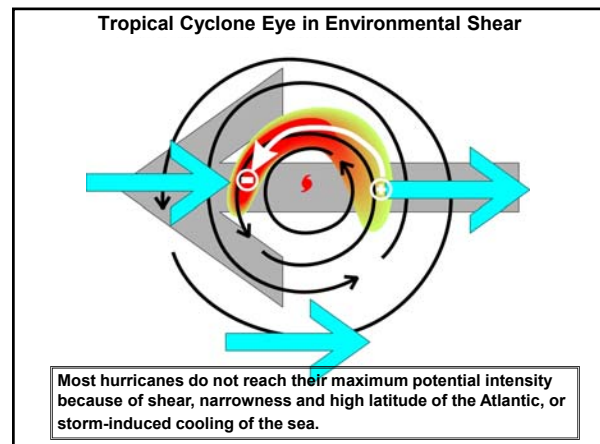 Tropical Cyclone Eye in Environmental Shear
–
+
Most hurricanes do not reach their maximum potential intensity
because of shear, narrowness and high latitude of the Atlantic, or
storm-induced cooling of the sea.